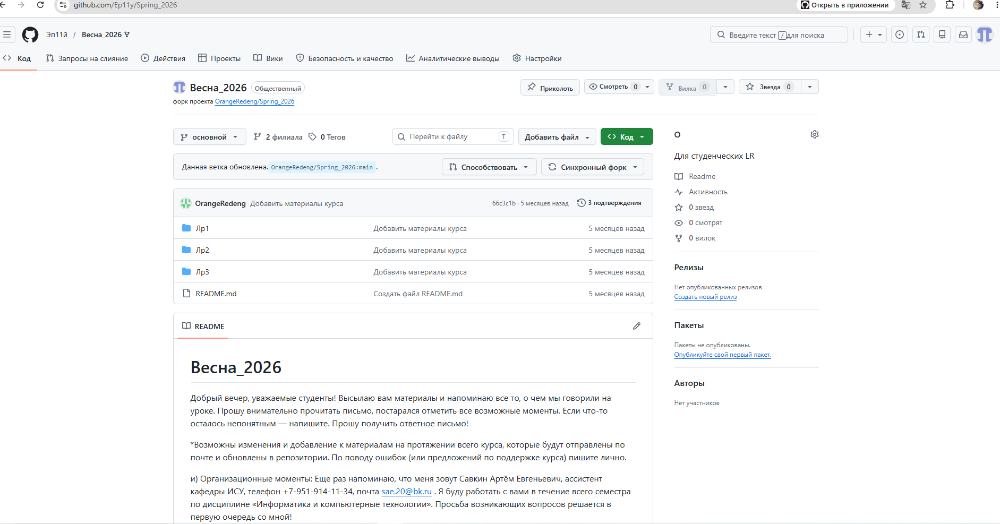 github.com/Ep11y/Spring_2026
Открыть в приложении
Эп11й / Весна_2026
Введите текст / для поиска
Код
Запросы на слияние
Действия
Проекты
Вики
Безопасность и качество
Аналитические выводы
Настройки
Весна_2026 Общественный
Приколоть
Смотреть 0
Вилка 0
Звезда 0
форк проекта OrangeRedeng/Spring_2026
основной
2 филиала
0 Тегов
Перейти к файлу T
Добавить файл
Код
Данная ветка обновлена. OrangeRedeng/Spring_2026:main .
Способствовать
Синхронный форк
OrangeRedeng Добавить материалы курса 66c3c1b · 5 месяцев назад 3 подтверждения
Лр1 Добавить материалы курса 5 месяцев назад
Лр2 Добавить материалы курса 5 месяцев назад
Лр3 Добавить материалы курса 5 месяцев назад
README.md Создать файл README.md 5 месяцев назад
README
Весна_2026
Добрый вечер, уважаемые студенты! Высылаю вам материалы и напоминаю все то, о чем мы говорили на
уроке. Прошу внимательно прочитать письмо, постарался отметить все возможные моменты. Если что-то
осталось непонятным — напишите. Прошу получить ответное письмо!
*Возможны изменения и добавление к материалам на протяжении всего курса, которые будут отправлены по
почте и обновлены в репозитории. По поводу ошибок (или предложений по поддержке курса) пишите лично.
и) Организационные моменты: Еще раз напоминаю, что меня зовут Савкин Артём Евгеньевич, ассистент
кафедры ИСУ, телефон +7-951-914-11-34, почта sae.20@bk.ru . Я буду работать с вами в течение всего семестра
по дисциплине «Информатика и компьютерные технологии». Просьба возникающих вопросов решается в
первую очередь со мной!
О
Для студенческих LR
Readme
Активность
0 звезд
0 смотрят
0 вилок
Релизы
Нет опубликованных релизов
Создать новый релиз
Пакеты
Пакеты не опубликованы.
Опубликуйте свой первый пакет.
Авторы
Нет участников